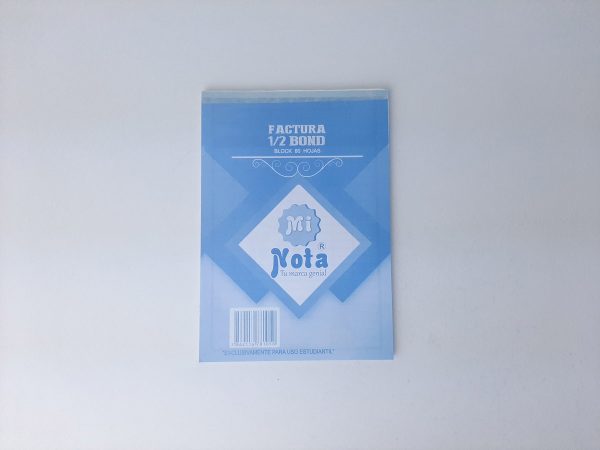 FACTURA
1/2 BOND
BLOCK 80 HOJAS
Mi
Nota ®
Tu marca genial
"EXCLUSIVAMENTE PARA USO ESTUDIANTIL"